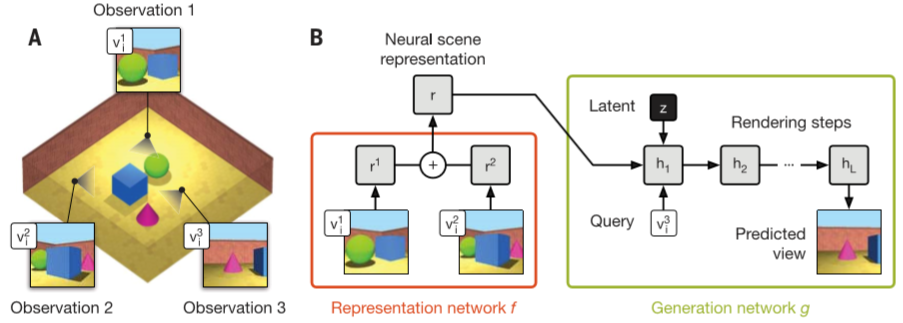 A
Observation 1
v_i^1
v_i^2
v_i^3
Observation 2
Observation 3
B
Neural scene
representation
r
r^1
+
r^2
v_i^1
v_i^2
Representation network f
Latent
z
Rendering steps
h_1
h_2
...
h_L
Query
v_i^3
Predicted
view
Generation network g